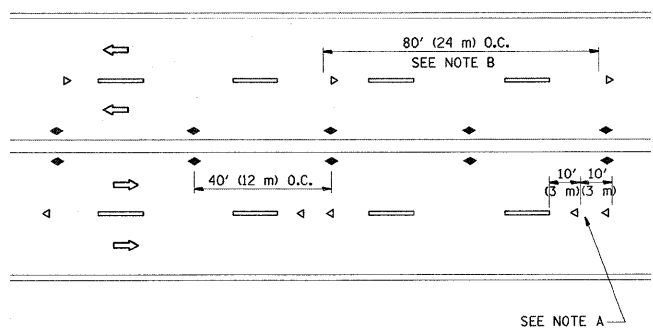 80' (24 m) O.C.
SEE NOTE B
40' (12 m) O.C.
10' 10'
(3 m) (3 m)
SEE NOTE A